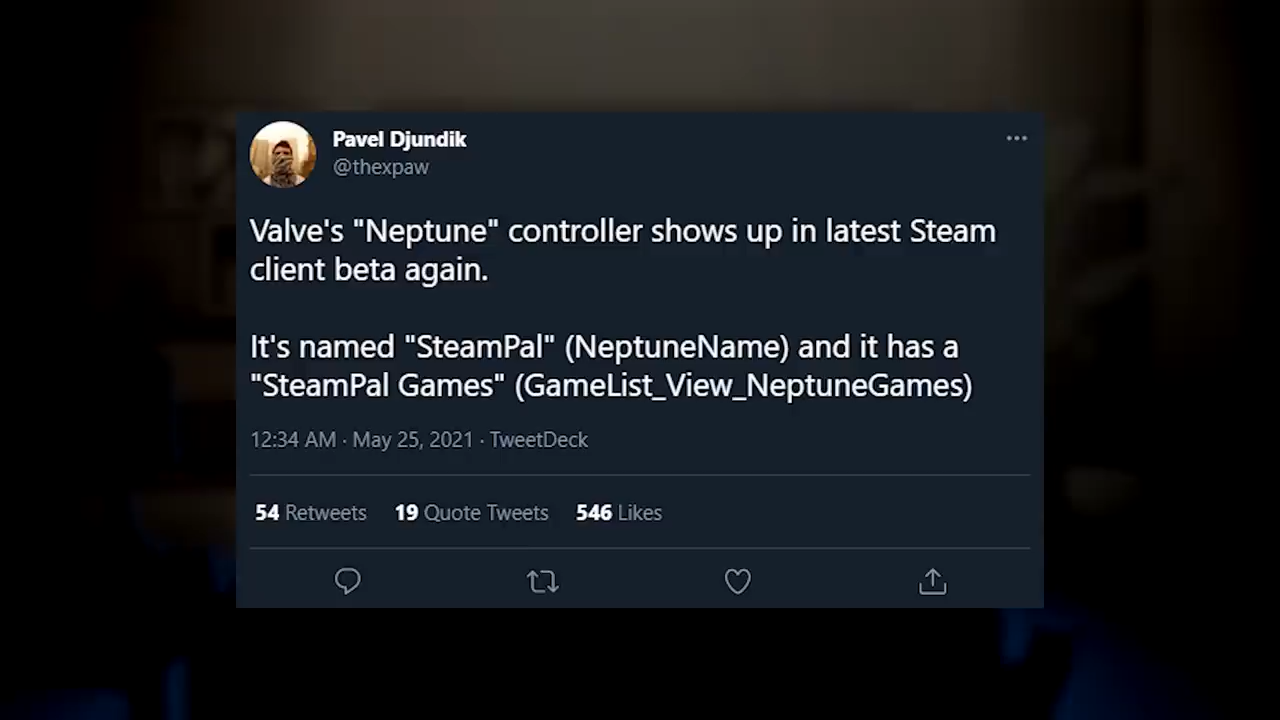 Pavel Djundik
@thexpaw
Valve's "Neptune" controller shows up in latest Steam
client beta again.
It's named "SteamPal" (NeptuneName) and it has a
"SteamPal Games" (GameList_View_NeptuneGames)
12:34 AM · May 25, 2021 · TweetDeck
54 Retweets 19 Quote Tweets 546 Likes